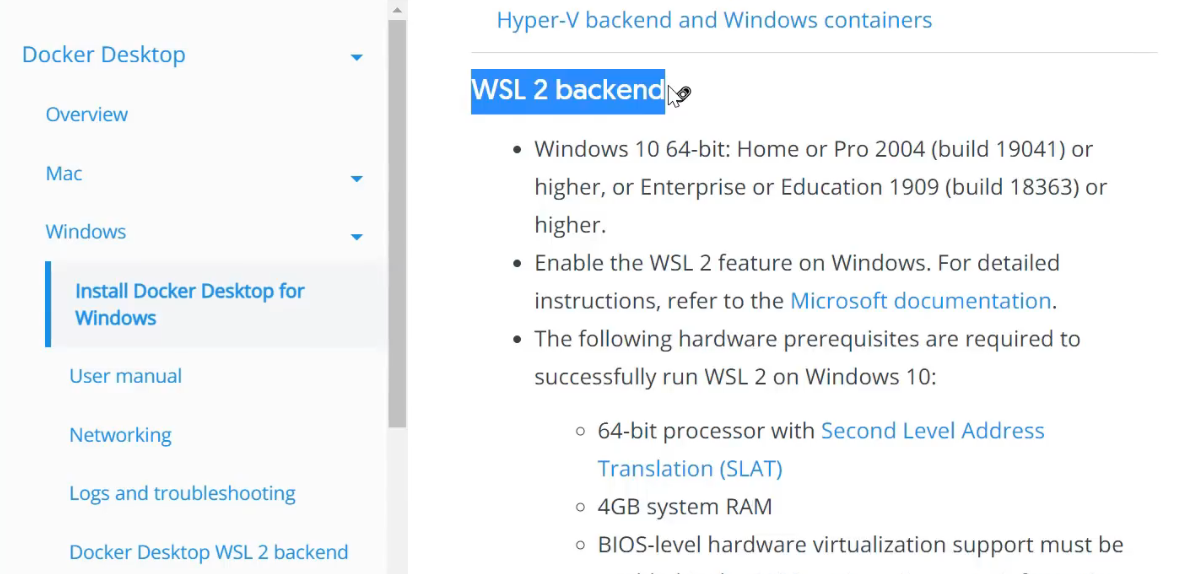 Docker Desktop
Overview
Mac
Windows
Install Docker Desktop for
Windows
User manual
Networking
Logs and troubleshooting
Docker Desktop WSL 2 backend
Hyper-V backend and Windows containers
WSL 2 backend
Windows 10 64-bit: Home or Pro 2004 (build 19041) or
higher, or Enterprise or Education 1909 (build 18363) or
higher.
Enable the WSL 2 feature on Windows. For detailed
instructions, refer to the Microsoft documentation.
The following hardware prerequisites are required to
successfully run WSL 2 on Windows 10:
64-bit processor with Second Level Address
Translation (SLAT)
4GB system RAM
BIOS-level hardware virtualization support must be